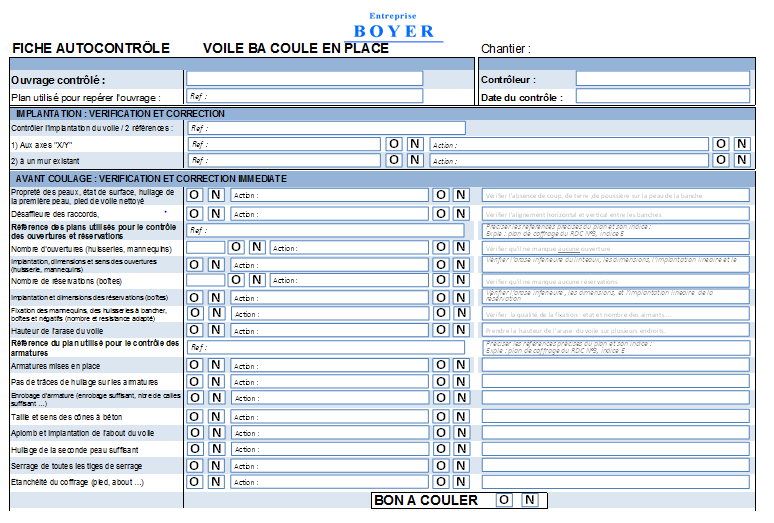 Entreprise
BOYER
FICHE AUTOCONTRÔLE VOILE BA COULE EN PLACE Chantier :
Ouvrage contrôlé : Contrôleur :
Plan utilisé pour repérer l'ouvrage : Ref : Date du contrôle :
IMPLANTATION : VERIFICATION ET CORRECTION
Contrôler l'implantation du voile / 2 références : Ref :
1) Aux axes "X/Y" Ref : O N Action : O N
2) à un mur existant Ref : O N Action : O N
AVANT COULAGE : VERIFICATION ET CORRECTION IMMEDIATE
Propreté des peaux, état de surface, huilage de
la première peau, pied de voile nettoyé O N Action : O N Vérifier l'absence de coup, de terre, de poussière sur la peau de la banche
Désaffleure des raccords, * O N Action : O N Vérifier l'alignement horizontal et vertical entre les banches
Référence des plans utilisés pour le contrôle
des ouvertures et réservations Ref : Préciser les références précises du plan et son indice :
Exple : plan de coffrage du RDC N°3, indice E
Nombre d'ouvertures (huisseries, mannequins) O N Action : O N Vérifier qu'il ne manque aucune ouverture
Implantation, dimensions et sens des ouvertures
(huisserie, mannequins) O N Action : O N Vérifier l'arase inférieure du linteaux, les dimensions, l'implantation linéaire et le
Nombre de réservations (boîtes) O N Action : O N Vérifier qu'il ne manque aucune reservations
Implantation et dimensions des réservations (boîtes) O N Action : O N Vérifier l'arase inférieure, les dimensions, et l'implantation linéaire de la
réservation
Fixation des mannequins, des huisseries à bancher,
boîtes et négatifs (nombre et resistance adapté) O N Action : O N Vérifier la qualité de la fixation : état et nombre des aimants...
Hauteur de l'arase du voile O N Action : O N Prendre la hauteur de l'arase du voile sur plusieurs endroits.
Référence du plan utilisé pour le contrôle des
armatures Ref : Préciser les références précises du plan et son indice :
Exple : plan de coffrage du RDC N°3, indice E
Armatures mises en place O N Action : O N
Pas de trâces de huilage sur les armatures O N Action : O N
Enrobage d'armature (enrobage suffisant, nbre de cales
suffisant ...) O N Action : O N
Taille et sens des cônes à béton O N Action : O N
Aplomb et implantation de l'about du voile O N Action : O N
Huilage de la seconde peau suffisant O N Action : O N
Serrage de toutes les tiges de serrage O N Action : O N
Etanchéité du coffrage (pied, about ...) O N Action : O N
BON A COULER O N